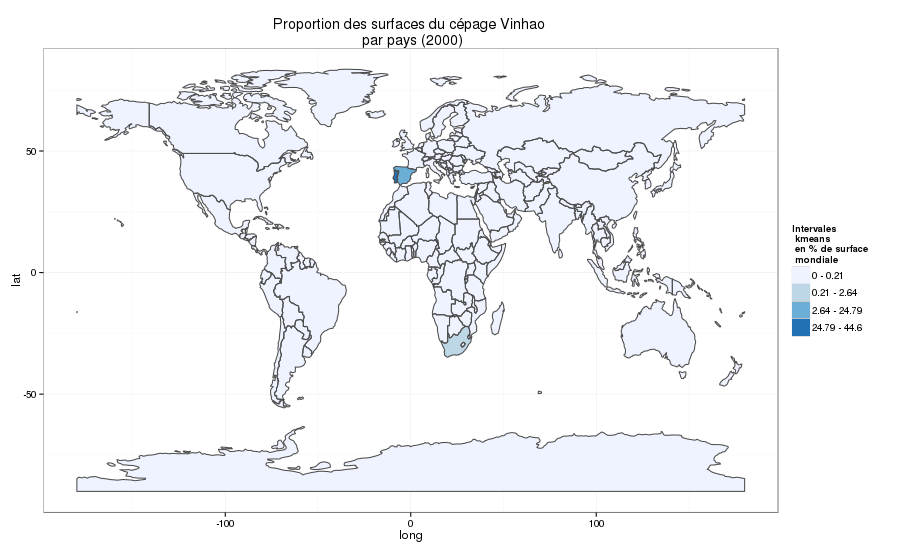 Proportion des surfaces du cépage Vinhao
par pays (2000)
50
0
-50
lat
-100
0
100
long
Intervales
kmeans
en % de surface
mondiale
0 - 0.21
0.21 - 2.64
2.64 - 24.79
24.79 - 44.6